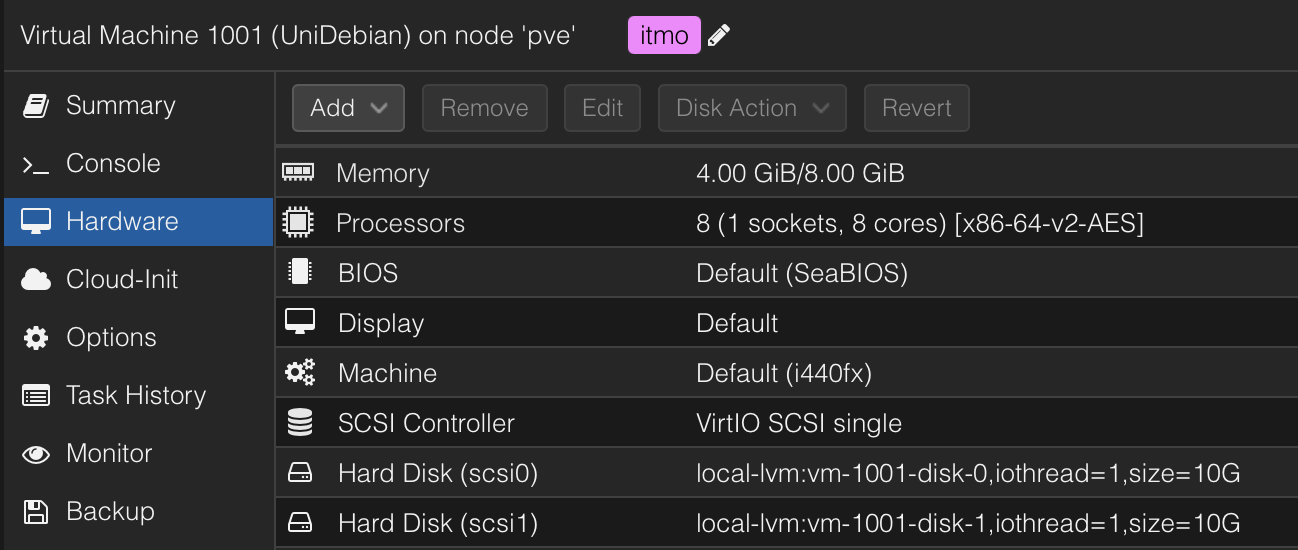 Virtual Machine 1001 (UniDebian) on node 'pve' itmo
Summary
Console
Hardware
Cloud-Init
Options
Task History
Monitor
Backup
Add Remove Edit Disk Action Revert
Memory 4.00 GiB/8.00 GiB
Processors 8 (1 sockets, 8 cores) [x86-64-v2-AES]
BIOS Default (SeaBIOS)
Display Default
Machine Default (i440fx)
SCSI Controller VirtIO SCSI single
Hard Disk (scsi0) local-lvm:vm-1001-disk-0,iothread=1,size=10G
Hard Disk (scsi1) local-lvm:vm-1001-disk-1,iothread=1,size=10G